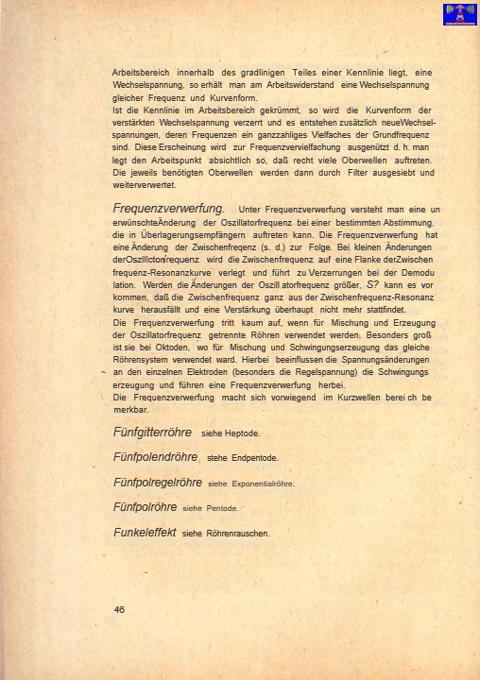 Arbeitsbereich innerhalb des gradlinigen Teiles einer Kennlinie liegt, eine
Wechselspannung, so erhält man am Arbeitswiderstand eine Wechselspannung
gleicher Frequenz und Kurvenform.
Ist die Kennlinie im Arbeitsbereich gekrümmt, so wird die Kurvenform der
verstärkten Wechselspannung verzerrt und es entstehen zusätzlich neueWechsel-
spannungen, deren Frequenzen ein ganzzahliges Vielfaches der Grundfrequenz
sind. Diese Erscheinung wird zur Frequenzvervielfachung ausgenützt d. h. man
legt den Arbeitspunkt absichtlich so, daß recht viele Oberwellen auftreten.
Die jeweils benötigten Oberwellen werden dann durch Filter ausgesiebt und
weiterverwertet.
Frequenzverwerfung. Unter Frequenzverwerfung versteht man eine un
erwünschteÄnderung der Oszillatorfrequenz bei einer bestimmten Abstimmung,
die in Überlagerungsempfängern auftreten kann. Die Frequenzverwerfung hat
eine Änderung der Zwischenfreqenz (s. d.) zur Folge. Bei kleinen Änderungen
derOszillotonrequenz wird die Zwischenfrequenz auf eine Flanke derZwischen
frequenz-Resonanzkurve verlegt und führt zu Verzerrungen bei der Demodu
lation. Werden die Änderungen der Oszill atorfrequenz größer, S? kann es vor
kommen, daß die Zwischenfrequenz ganz aus der Zwischenfrequenz-Resonanz
kurve herausfällt und eine Verstärkung überhaupt nicht mehr stattfindet.
Die Frequenzverwerfung tritt kaum auf, wenn für Mischung und Erzeugung
der Oszillatorfrequenz getrennte Röhren verwendet werden. Besonders groß
ist sie bei Oktoden, wo für Mischung und Schwingungserzeugung das gleiche
Röhrensystem verwendet ward. Hierbei beeinflussen die Spannungsänderungen
~ an den einzelnen Elektroden (besonders die Regelspannung) die Schwingungs
erzeugung und führen eine Frequenzverwerfung herbei.
Die Frequenzverwerfung macht sich vorwiegend im Kurzwellen berei ch be
merkbar.
Fünfgitterröhre siehe Heptode.
Fünfpolendröhre stehe Endpentode.
Fünfpolregelröhre siehe Exponentialröhre.
Fünfpolröhre siehe Pentode.
Funkeleffekt siehe Röhrenrauschen.
46